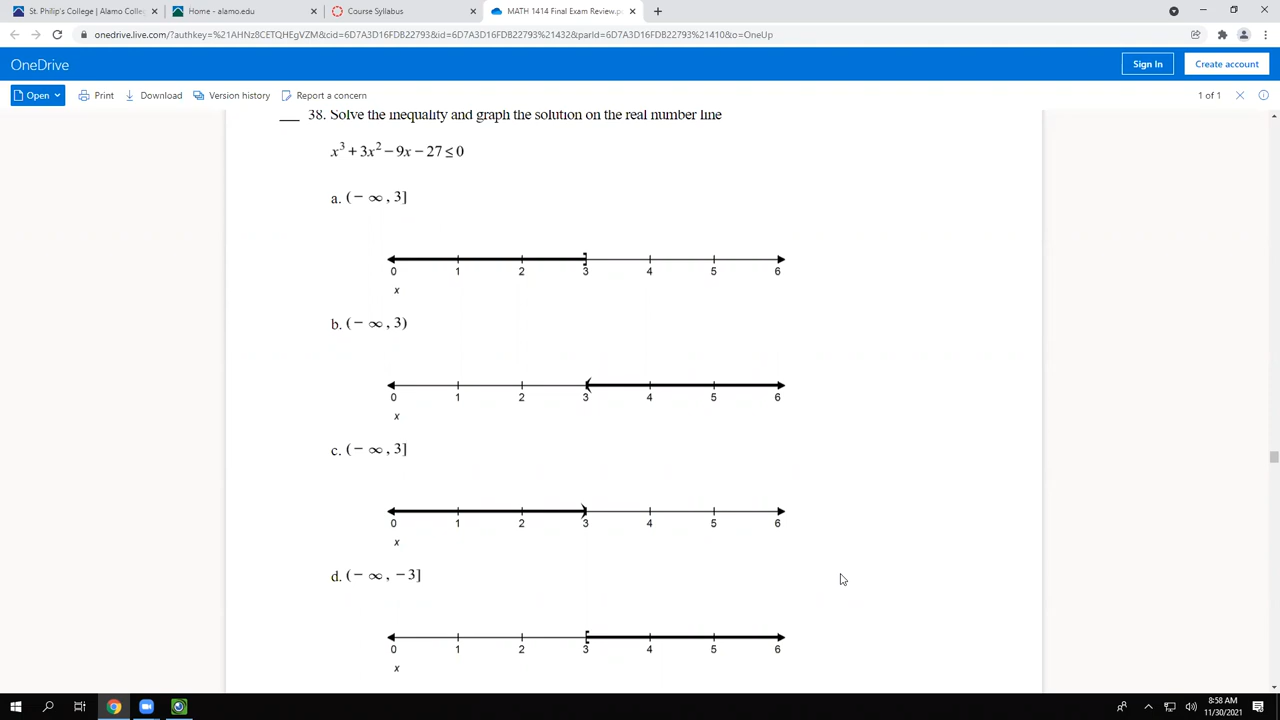 St. Philip's College | Alamo Colleg
Home - alamo.edu
Course Syllabus
MATH 1414 Final Exam Review.p
onedrive.live.com/?authkey=%21AHNz8CETQHEgVZM&cid=6D7A3D16FDB22793&id=6D7A3D16FDB22793%21432&parId=6D7A3D16FDB22793%21410&o=OneUp
OneDrive
Sign In
Create account
Open
Print
Download
Version history
Report a concern
1 of 1
38. Solve the inequality and graph the solution on the real number line
x³ + 3x² − 9x − 27 ≤ 0
a. (− ∞ , 3]
0 1 2 3 4 5 6
x
b. (− ∞ , 3)
0 1 2 3 4 5 6
x
c. (− ∞ , 3]
0 1 2 3 4 5 6
x
d. (− ∞ , − 3]
0 1 2 3 4 5 6
x
8:58 AM
11/30/2021